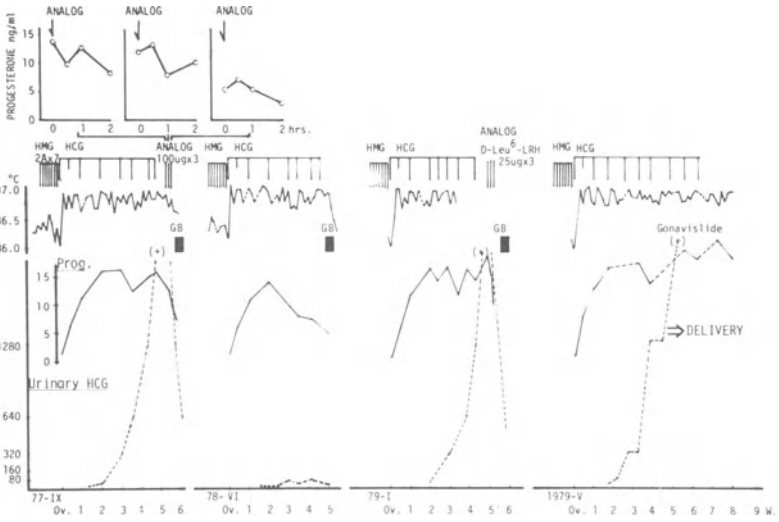 ANALOG ANALOG ANALOG
PROGESTERONE ng/ml
15
10
5
0
0 1 2 0 1 2 0 1 2 hrs.
ANALOG
D-Leu6-LRH
HMG HCG ANALOG HMG HCG HMG HCG 25ugx3 HMG HCG
2Ax7 100ugx3
°C
37.0
36.5
36.0
GB GB GB Gonavislide
(+) (+) (+)
Prog.
15
10
5
0
1280
⇒ DELIVERY
Urinary HCG
640
320
160
80
77-IX 78-VI 79-I 1979-V
Ov. 1 2 3 4 5 6 Ov. 1 2 3 4 5 Ov. 1 2 3 4 5 6 Ov. 1 2 3 4 5 6 7 8 9 W.